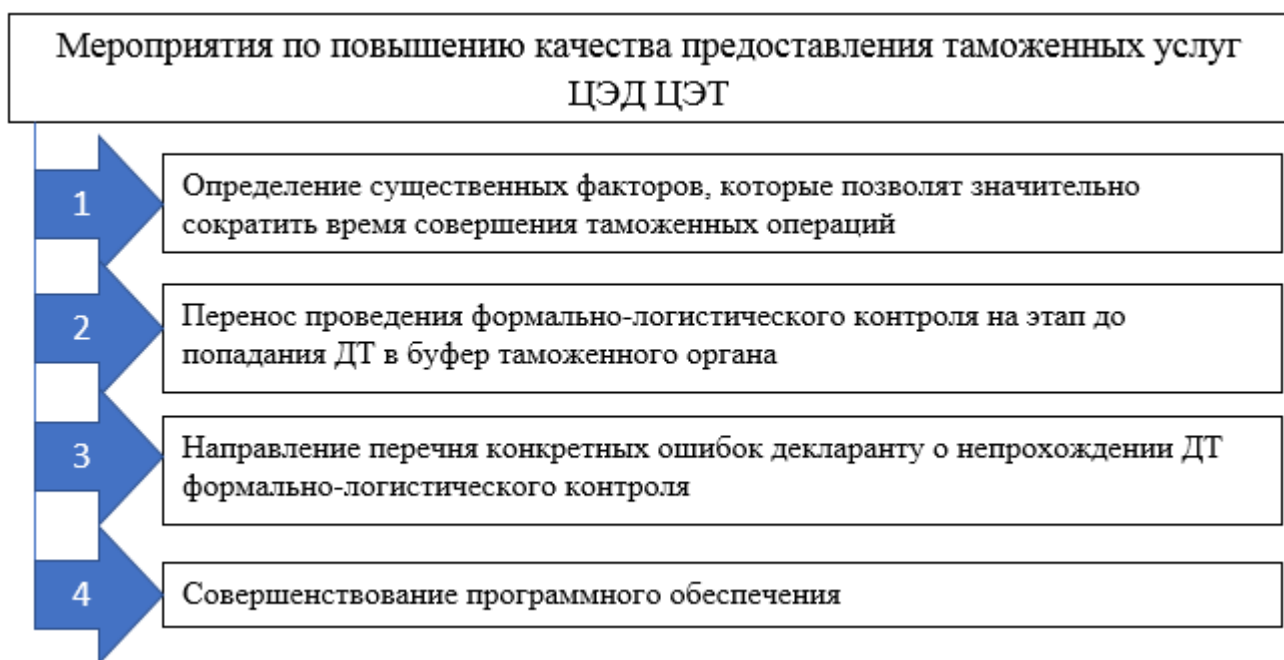 Мероприятия по повышению качества предоставления таможенных услуг
ЦЭД ЦЭТ
1
Определение существенных факторов, которые позволят значительно
сократить время совершения таможенных операций
2
Перенос проведения формально-логистического контроля на этап до
попадания ДТ в буфер таможенного органа
3
Направление перечня конкретных ошибок декларанту о непрохождении ДТ
формально-логистического контроля
4
Совершенствование программного обеспечения